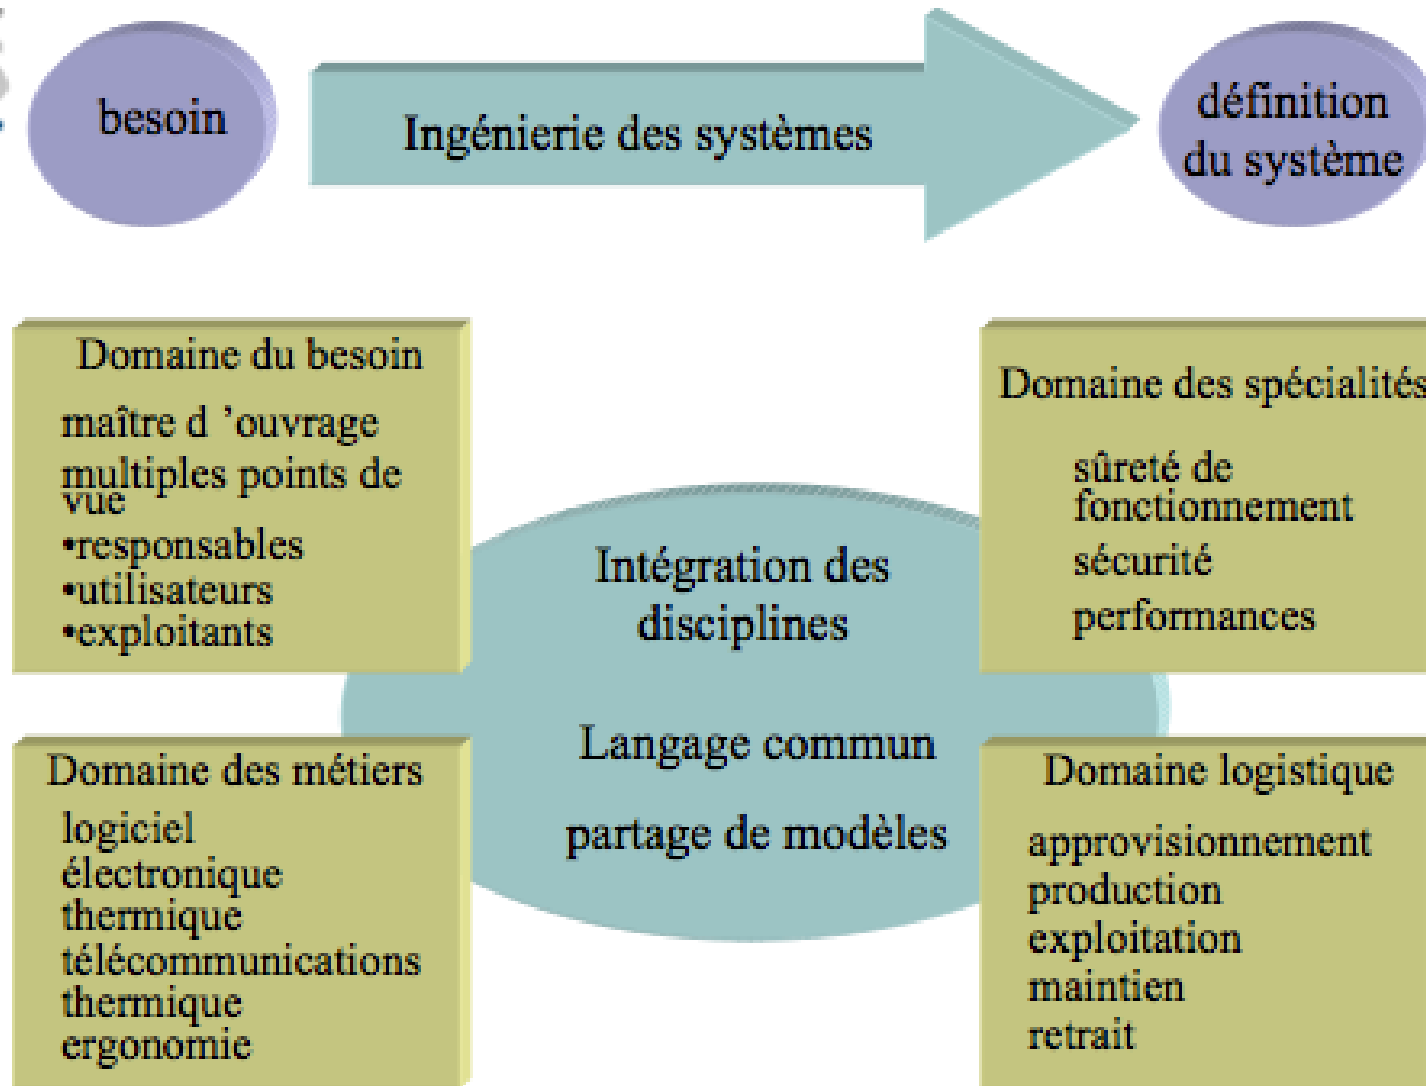 besoin
Ingénierie des systèmes
définition
du système
Domaine du besoin
maître d ’ouvrage
multiples points de
vue
•responsables
•utilisateurs
•exploitants
Domaine des spécialités
sûreté de
fonctionnement
sécurité
performances
Intégration des
disciplines
Langage commun
partage de modèles
Domaine des métiers
logiciel
électronique
thermique
télécommunications
thermique
ergonomie
Domaine logistique
approvisionnement
production
exploitation
maintien
retrait